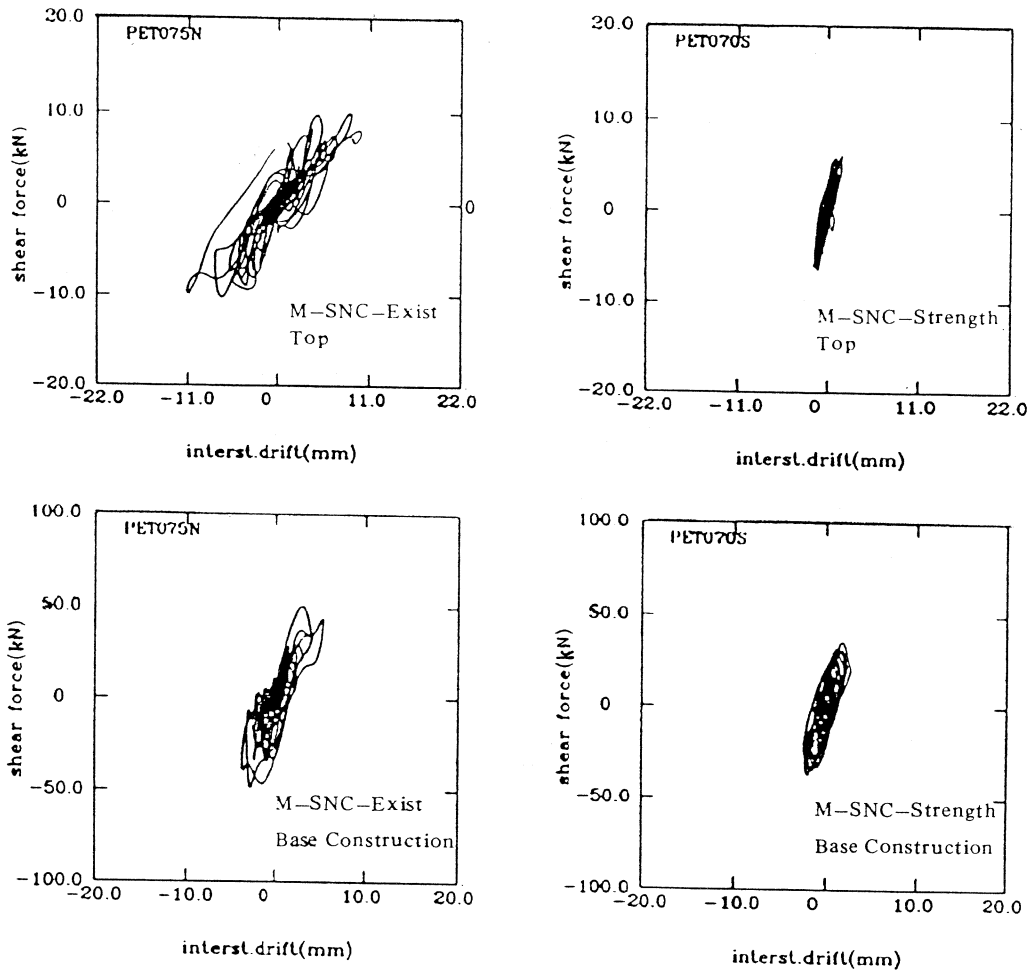 20.0
PET075N
10.0
0
-10.0
-20.0
shear force(kN)
M-SNC-Exist
Top
0
-22.0 -11.0 0 11.0 22.0
interst.drift(mm)
20.0
PET070S
10.0
0
-10.0
-20.0
shear force(kN)
M-SNC-Strength
Top
-22.0 -11.0 0 11.0 22.0
interst.drift(mm)
100.0
PET075N
50.0
0
-50.0
-100.0
shear force(kN)
M-SNC-Exist
Base Construction
-20.0 -10.0 0 10.0 20.0
interst.drift(mm)
100.0
PET070S
50.0
0
-50.0
-100.0
shear force(kN)
M-SNC-Strength
Base Construction
-20.0 -10.0 0 10.0 20.0
interst.drift(mm)